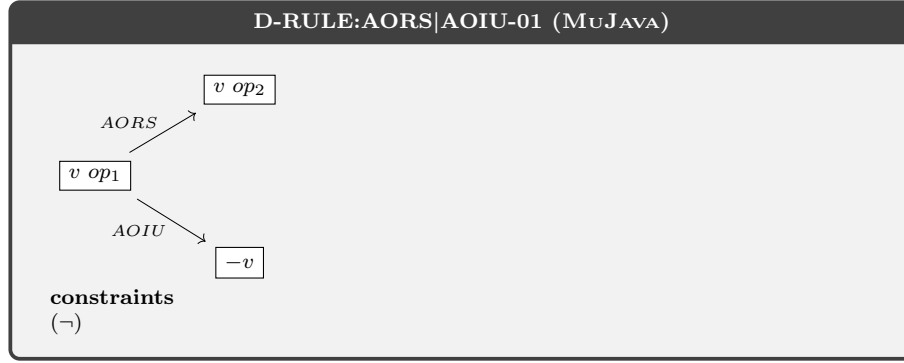 D-RULE:AORS|AOIU-01 (MUJAVA)
v op₂
AORS
v op₁
AOIU
−v
constraints
(¬)